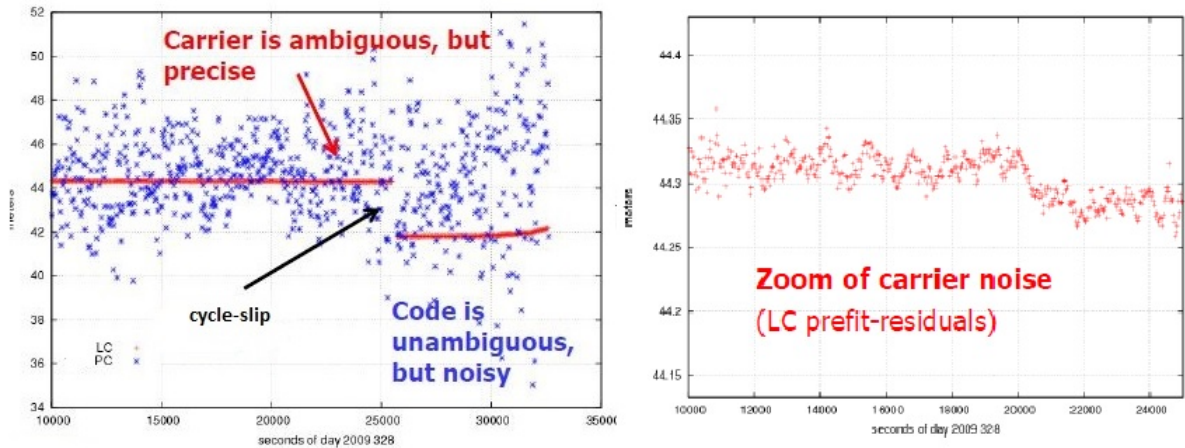 52
50
48
46
44
42
40
38
36
34
Carrier is ambiguous, but
precise
cycle-slip
Code is
unambiguous,
but noisy
LC
PC
10000 15000 20000 25000 30000 35000
seconds of day 2009 328
44.4
44.35
44.3
44.25
44.2
44.15
meters
Zoom of carrier noise
(LC prefit-residuals)
10000 12000 14000 16000 18000 20000 22000 24000
seconds of day 2009 328